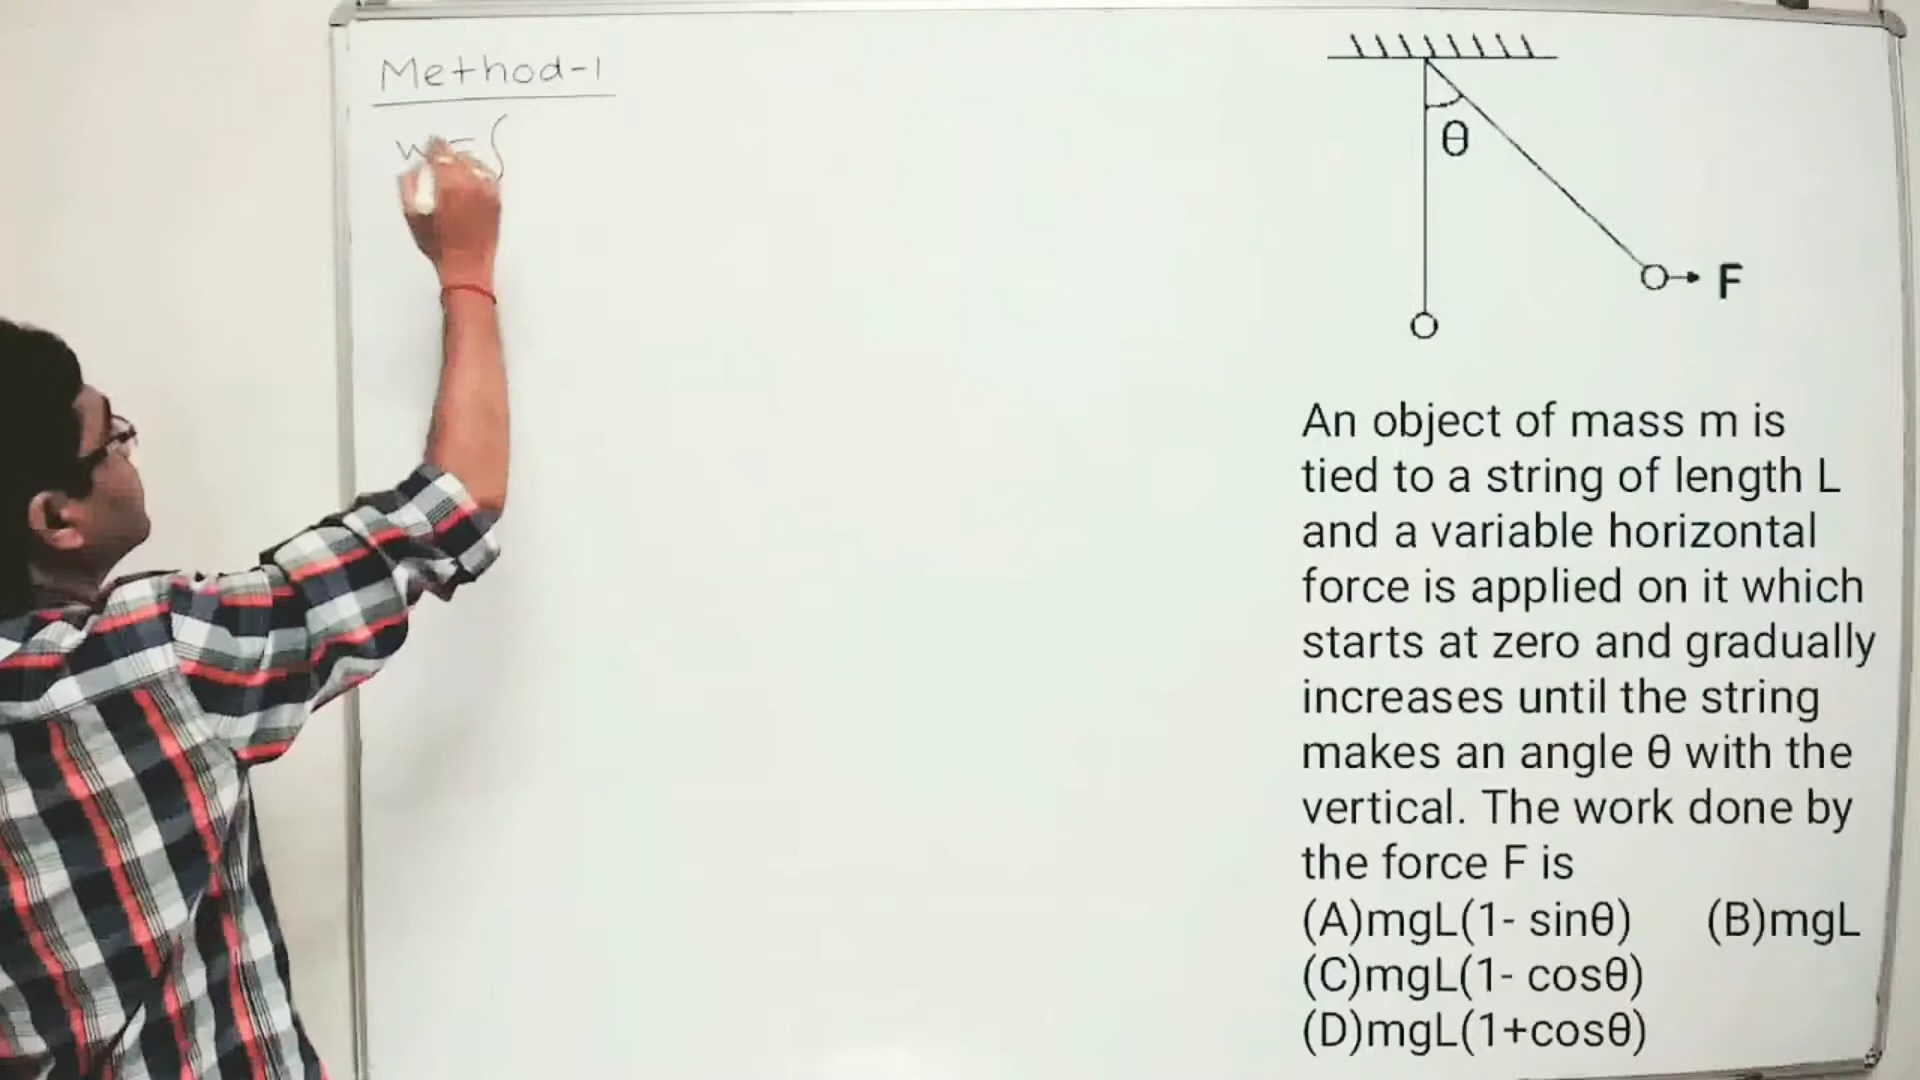 Method-1
W = ∫
θ
F
An object of mass m is
tied to a string of length L
and a variable horizontal
force is applied on it which
starts at zero and gradually
increases until the string
makes an angle θ with the
vertical. The work done by
the force F is
(A)mgL(1- sinθ) (B)mgL
(C)mgL(1- cosθ)
(D)mgL(1+cosθ)